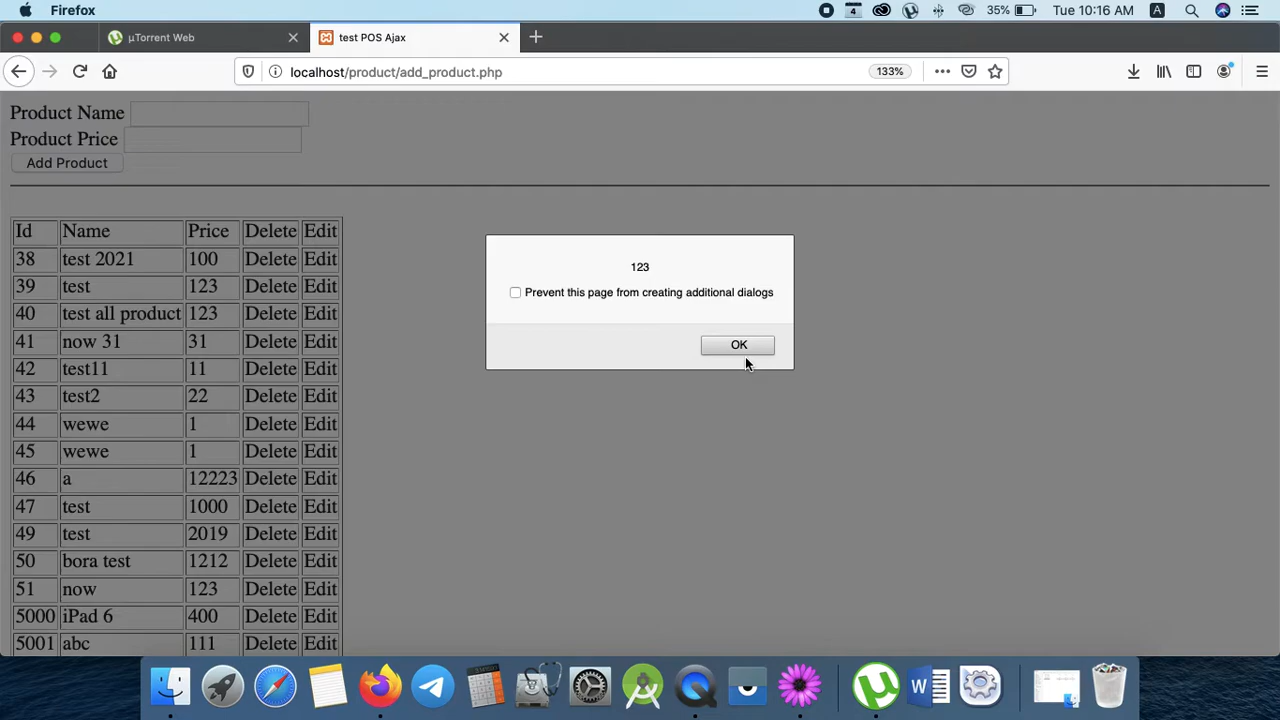 Firefox
4
35%
Tue 10:16 AM
A
µTorrent Web
test POS Ajax
localhost/product/add_product.php
133%
Product Name
Product Price
Add Product
Id Name Price Delete Edit
38 test 2021 100 Delete Edit
39 test 123 Delete Edit
40 test all product 123 Delete Edit
41 now 31 31 Delete Edit
42 test11 11 Delete Edit
43 test2 22 Delete Edit
44 wewe 1 Delete Edit
45 wewe 1 Delete Edit
46 a 12223 Delete Edit
47 test 1000 Delete Edit
49 test 2019 Delete Edit
50 bora test 1212 Delete Edit
51 now 123 Delete Edit
5000 iPad 6 400 Delete Edit
5001 abc 111 Delete Edit
123
Prevent this page from creating additional dialogs
OK